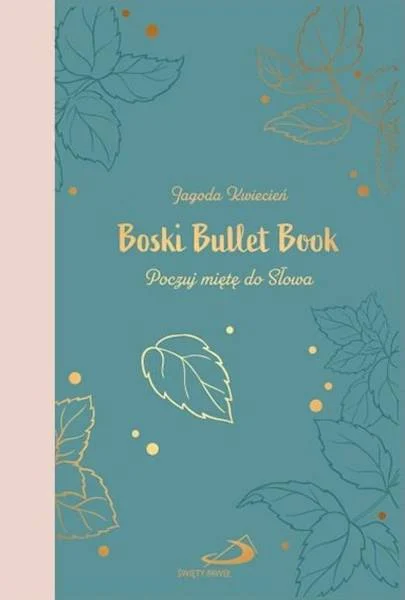 Jagoda Kwiecień
Boski Bullet Book
Poczuj miętę do Słowa
ŚWIĘTY PAWEŁ